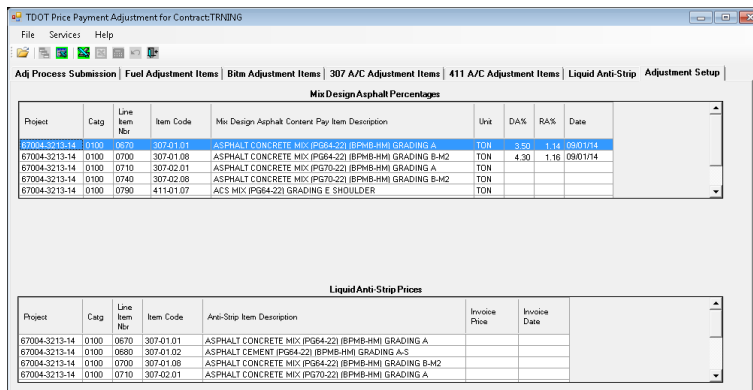 TDOT Price Payment Adjustment for Contract:TRNING
File Services Help
Adj Process Submission Fuel Adjustment Items Bitm Adjustment Items 307 A/C Adjustment Items 411 A/C Adjustment Items Liquid Anti-Strip Adjustment Setup
Mix Design Asphalt Percentages
Project Catg Line Item Nbr Item Code Mix Design Asphalt Content Pay Item Description Unit DA% RA% Date
67004-3213-14 0100 0670 307-01.01 ASPHALT CONCRETE MIX (PG64-22) (BPMB-HM) GRADING A TON 3.50 1.14 09/01/14
67004-3213-14 0100 0700 307-01.08 ASPHALT CONCRETE MIX (PG64-22) (BPMB-HM) GRADING B-M2 TON 4.30 1.16 09/01/14
67004-3213-14 0100 0710 307-02.01 ASPHALT CONCRETE MIX (PG70-22) (BPMB-HM) GRADING A TON
67004-3213-14 0100 0740 307-02.08 ASPHALT CONCRETE MIX (PG70-22) (BPMB-HM) GRADING B-M2 TON
67004-3213-14 0100 0790 411-01.07 ACS MIX (PG64-22) GRADING E SHOULDER TON
Liquid Anti-Strip Prices
Project Catg Line Item Nbr Item Code Anti-Strip Item Description Invoice Price Invoice Date
67004-3213-14 0100 0670 307-01.01 ASPHALT CONCRETE MIX (PG64-22) (BPMB-HM) GRADING A
67004-3213-14 0100 0680 307-01.02 ASPHALT CEMENT (PG64-22) (BPMB-HM) GRADING A-S
67004-3213-14 0100 0700 307-01.08 ASPHALT CONCRETE MIX (PG64-22) (BPMB-HM) GRADING B-M2
67004-3213-14 0100 0710 307-02.01 ASPHALT CONCRETE MIX (PG70-22) (BPMB-HM) GRADING A